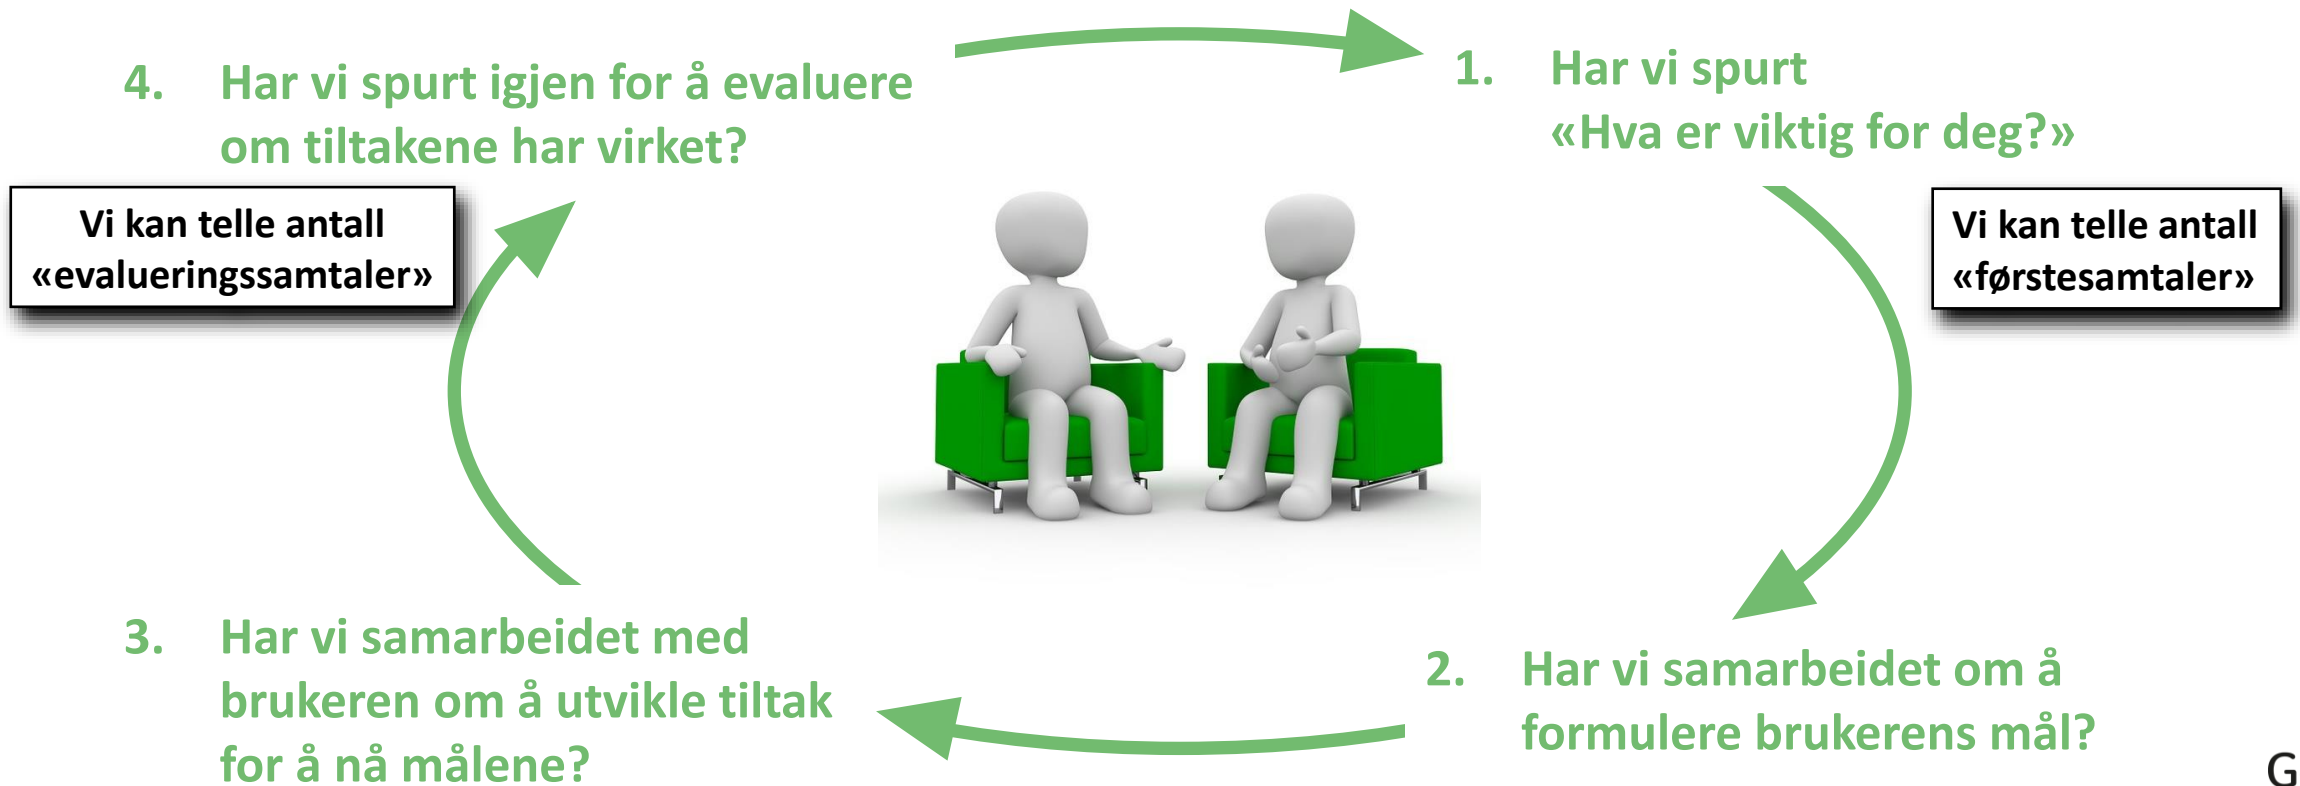 1. Har vi spurt
«Hva er viktig for deg?»
Vi kan telle antall
«førstesamtaler»
2. Har vi samarbeidet om å
formulere brukerens mål?
3. Har vi samarbeidet med
brukeren om å utvikle tiltak
for å nå målene?
4. Har vi spurt igjen for å evaluere
om tiltakene har virket?
Vi kan telle antall
«evalueringssamtaler»
G